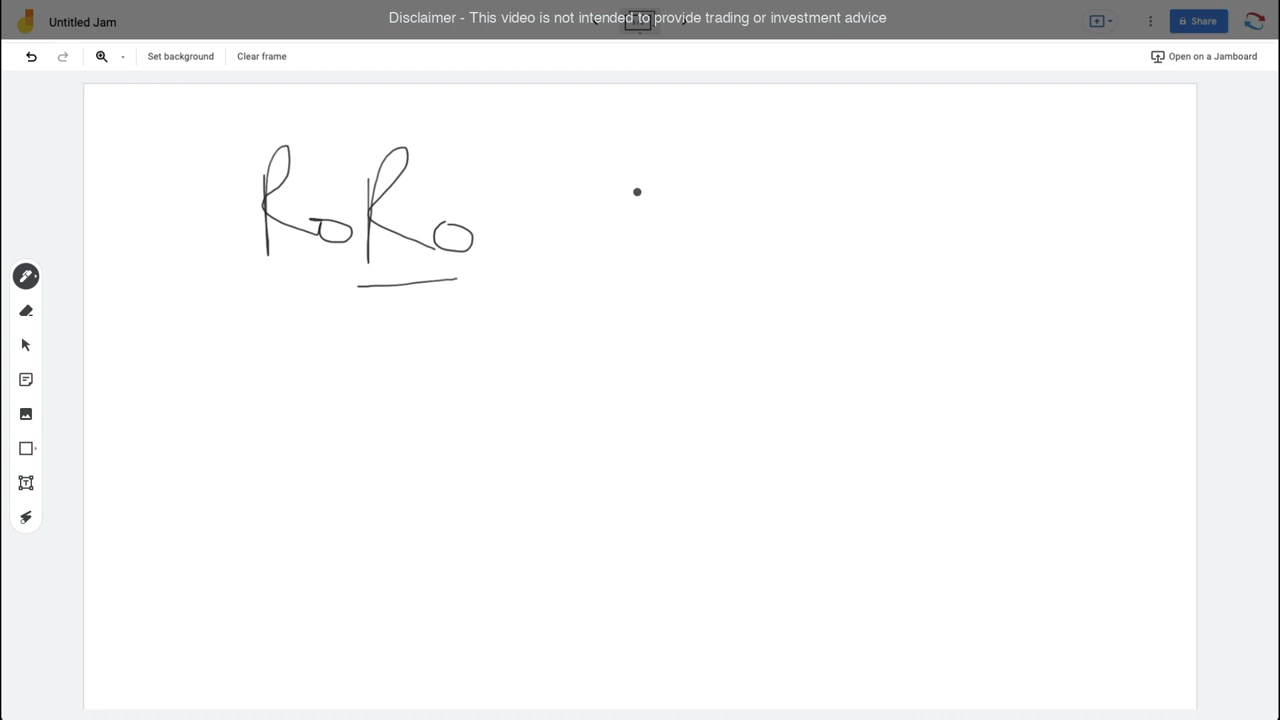 Untitled Jam
Disclaimer - This video is not intended to provide trading or investment advice
Share
Set background
Clear frame
Open on a Jamboard
RoRo